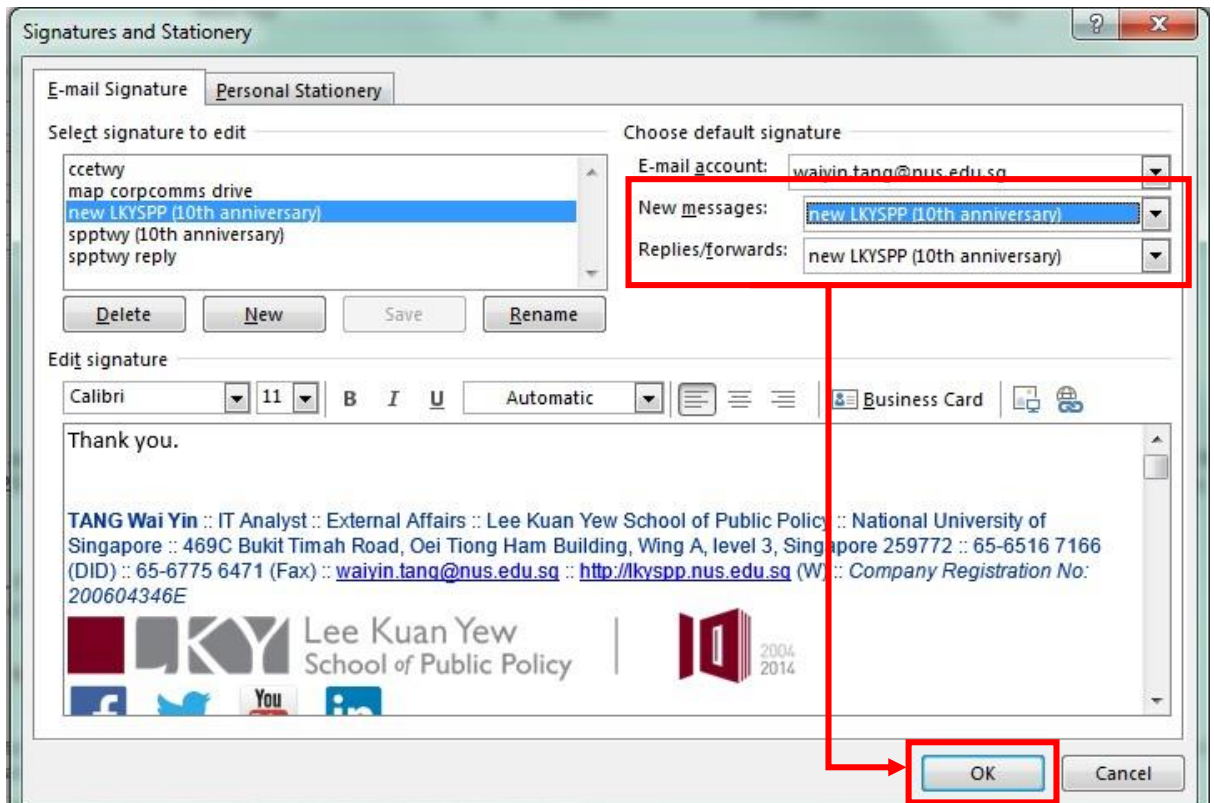 Signatures and Stationery
E-mail Signature
Personal Stationery
Select signature to edit
ccetwy
map corpcomms drive
new LKYSPP (10th anniversary)
spptwy (10th anniversary)
spptwy reply
Delete
New
Save
Rename
Choose default signature
E-mail account: waiyin.tang@nus.edu.sg
New messages: new LKYSPP (10th anniversary)
Replies/forwards: new LKYSPP (10th anniversary)
Edit signature
Calibri 11 B I U Automatic Business Card
Thank you.
TANG Wai Yin :: IT Analyst :: External Affairs :: Lee Kuan Yew School of Public Policy :: National University of
Singapore :: 469C Bukit Timah Road, Oei Tiong Ham Building, Wing A, level 3, Singapore 259772 :: 65-6516 7166
(DID) :: 65-6775 6471 (Fax) :: waiyin.tang@nus.edu.sg :: http://lkyspp.nus.edu.sg (W) :: Company Registration No:
200604346E
LKY Lee Kuan Yew
School of Public Policy
2004
2014
f You in
OK
Cancel